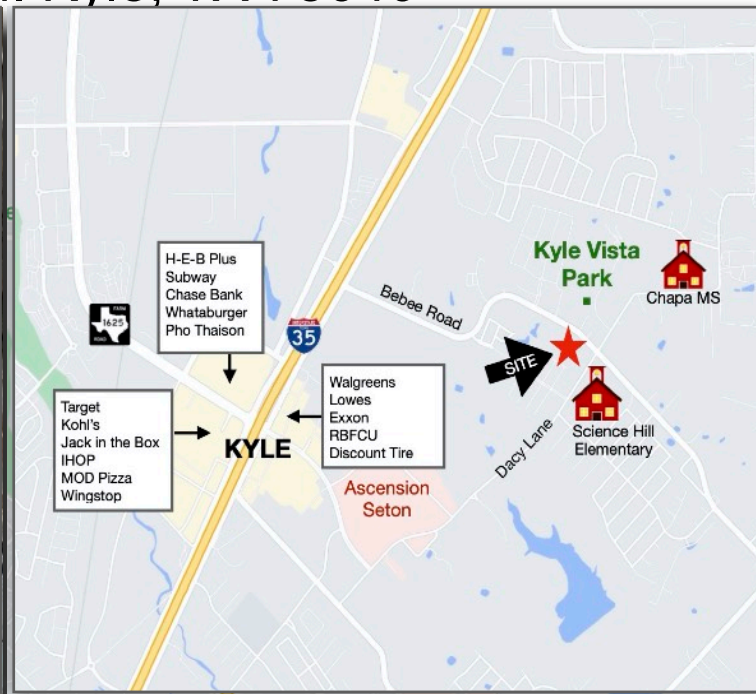 Kyle Vista
Park
Chapa MS
H-E-B Plus
Subway
Chase Bank
Whataburger
Pho Thaison
Bebee Road
FARM
1625
ROAD
35
SITE
Walgreens
Lowes
Exxon
RBFCU
Discount Tire
Target
Kohl's
Jack in the Box
IHOP
MOD Pizza
Wingstop
KYLE
Science Hill
Elementary
Dacy Lane
Ascension
Seton